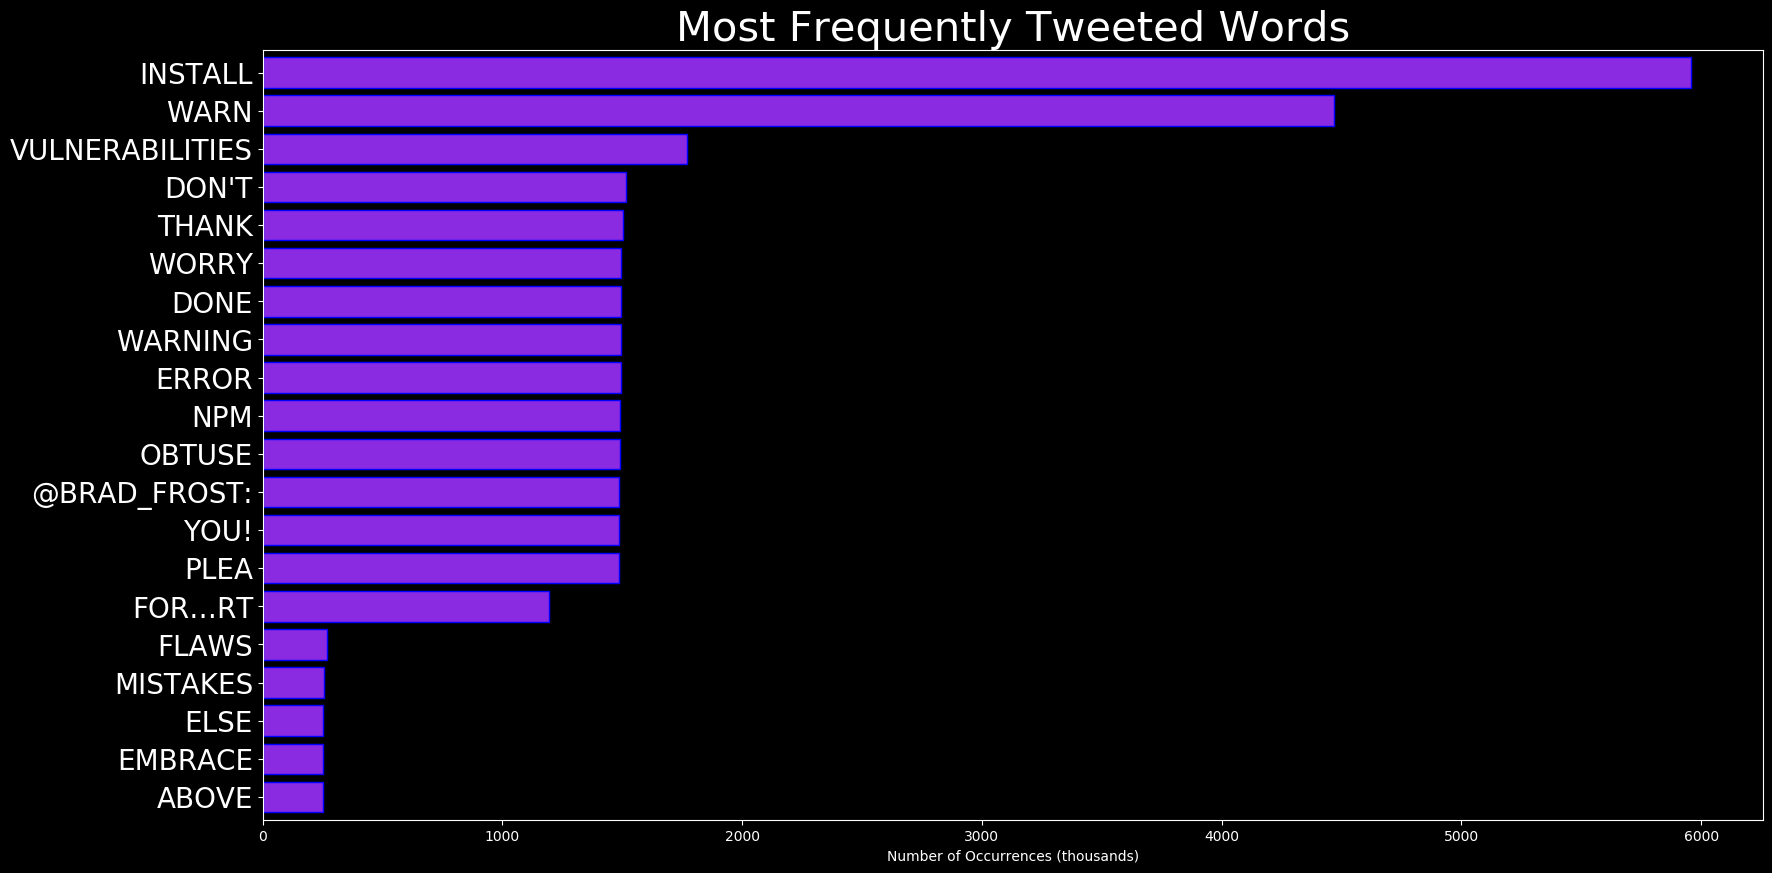 Most Frequently Tweeted Words
INSTALL
WARN
VULNERABILITIES
DON'T
THANK
WORRY
DONE
WARNING
ERROR
NPM
OBTUSE
@BRAD_FROST:
YOU!
PLEA
FOR…RT
FLAWS
MISTAKES
ELSE
EMBRACE
ABOVE
0 1000 2000 3000 4000 5000 6000
Number of Occurrences (thousands)